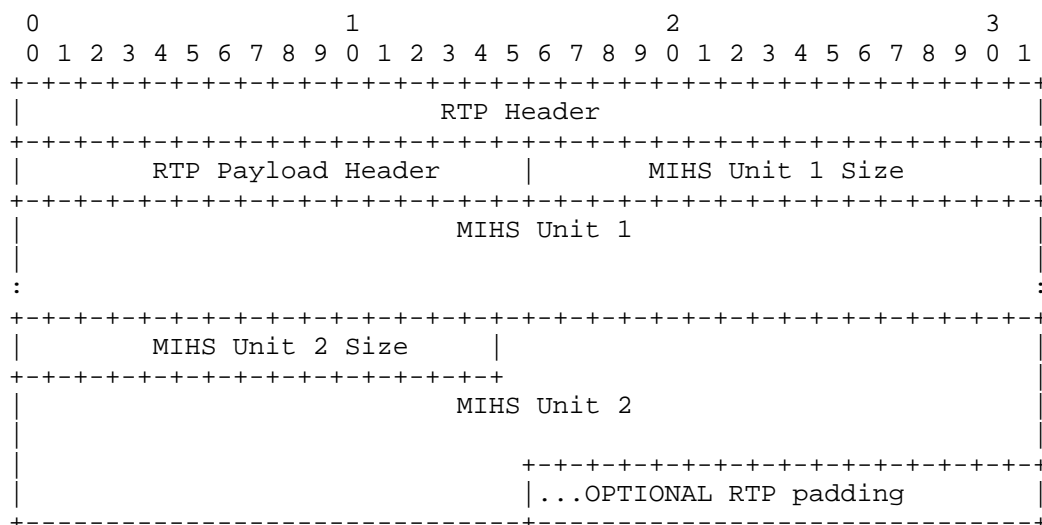 0                   1                   2                   3
 0 1 2 3 4 5 6 7 8 9 0 1 2 3 4 5 6 7 8 9 0 1 2 3 4 5 6 7 8 9 0 1
+-+-+-+-+-+-+-+-+-+-+-+-+-+-+-+-+-+-+-+-+-+-+-+-+-+-+-+-+-+-+-+-+
|                          RTP Header                           |
+-+-+-+-+-+-+-+-+-+-+-+-+-+-+-+-+-+-+-+-+-+-+-+-+-+-+-+-+-+-+-+-+
|        RTP Payload Header     |       MIHS Unit 1 Size        |
+-+-+-+-+-+-+-+-+-+-+-+-+-+-+-+-+-+-+-+-+-+-+-+-+-+-+-+-+-+-+-+-+
|                           MIHS Unit 1                         |
|                                                               |
:                                                               :
+-+-+-+-+-+-+-+-+-+-+-+-+-+-+-+-+-+-+-+-+-+-+-+-+-+-+-+-+-+-+-+-+
|        MIHS Unit 2 Size     |                                 |
+-+-+-+-+-+-+-+-+-+-+-+-+-+-+-+                                 |
|                           MIHS Unit 2                         |
|                                                               |
|                               +-+-+-+-+-+-+-+-+-+-+-+-+-+-+-+-+
|                               |...OPTIONAL RTP padding        |
+-------------------------------+-------------------------------+